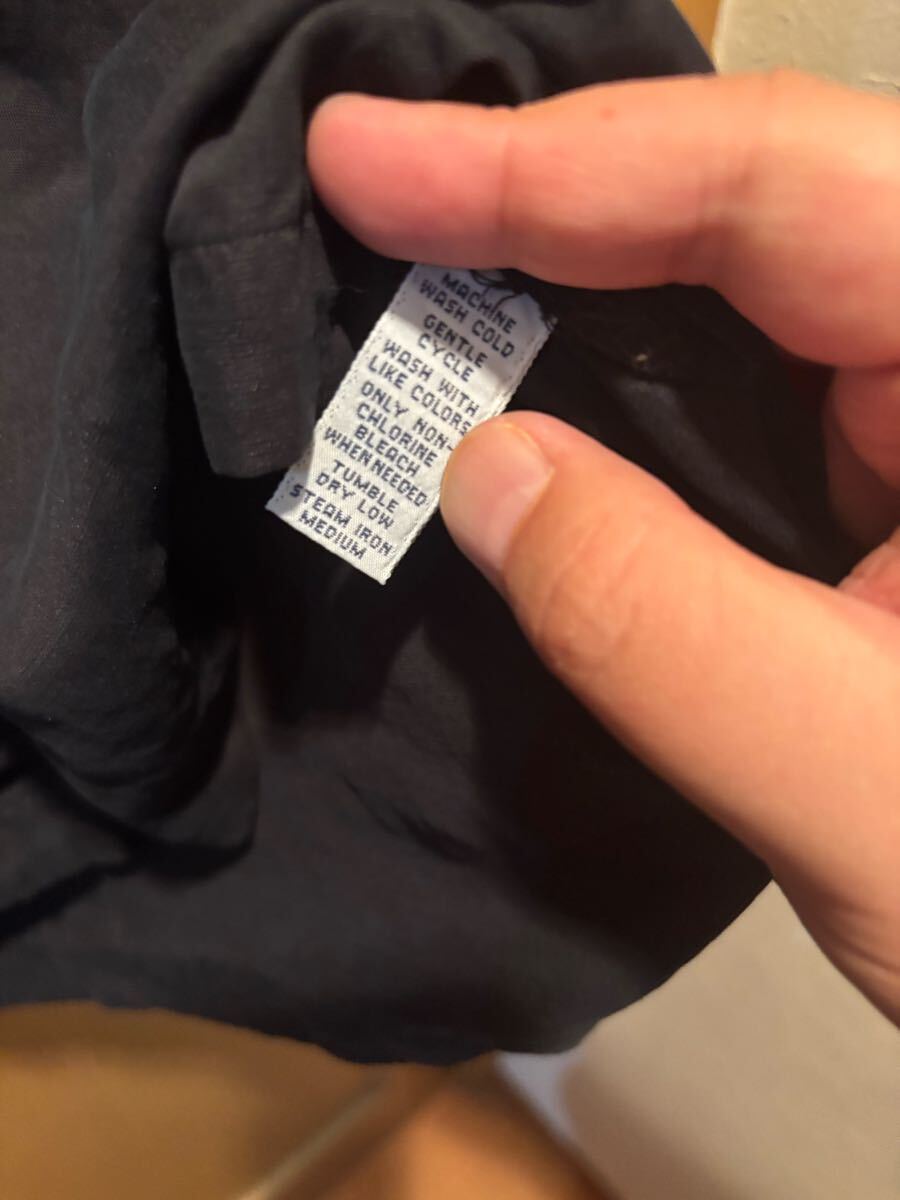 MACHINE
WASH COLD
GENTLE
CYCLE
WASH WITH
LIKE COLORS
ONLY NON-
CHLORINE
BLEACH
WHEN NEEDED
TUMBLE
DRY LOW
STEAM IRON
MEDIUM